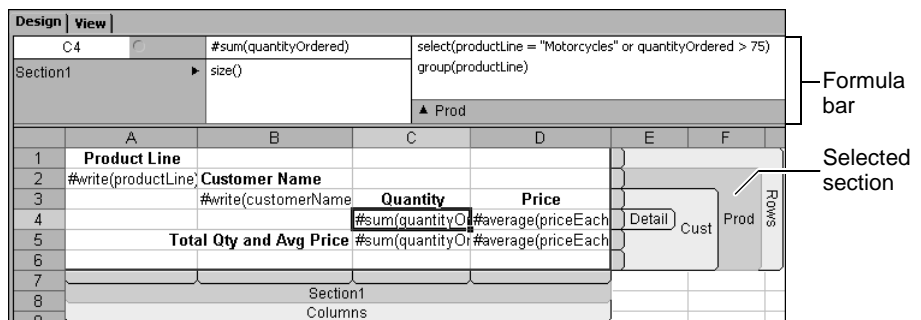 Design View
C4 #sum(quantityOrdered) select(productLine = "Motorcycles" or quantityOrdered > 75)
Section1 size() group(productLine)
Prod
Formula bar
A B C D E F
1 Product Line
2 #write(productLine) Customer Name
3 #write(customerName Quantity Price
4 #sum(quantityOr #average(priceEach Detail Cust Prod Rows
5 Total Qty and Avg Price #sum(quantityOr #average(priceEach
6
7
8 Section1
9 Columns
Selected section